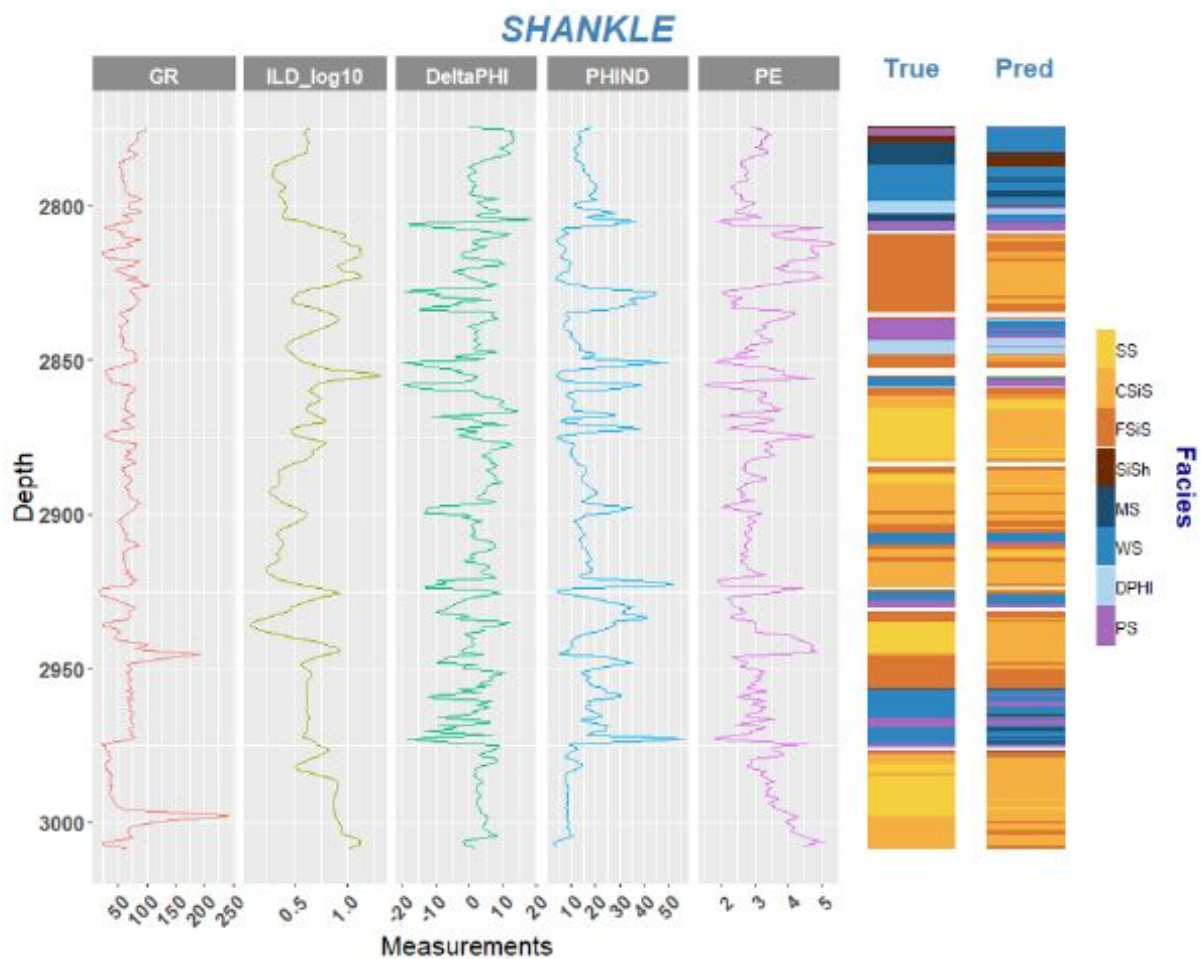 SHANKLE
GR ILD_log10 DeltaPHI PHIND PE True Pred
2800
2850
2900
2950
3000
Depth
50 100 150 200 250 0.5 1.0 -20 -10 0 10 20 10 20 30 40 50 2 3 4 5
Measurements
SS
CSiS
FSiS
SiSh
MS
WS
DPHI
PS
Facies